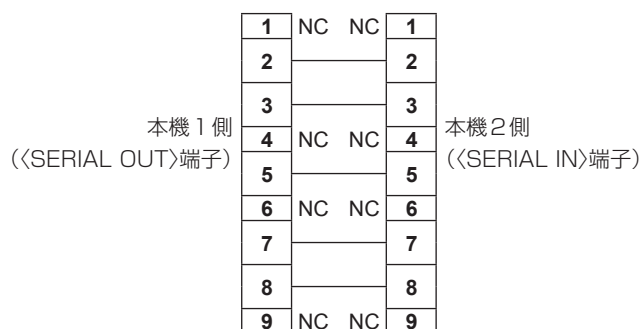 1 NC NC 1
2 2
3 3
本機1側
(〈SERIAL OUT〉端子)
4 NC NC 4
本機2側
(〈SERIAL IN〉端子)
5 5
6 NC NC 6
7 7
8 8
9 NC NC 9